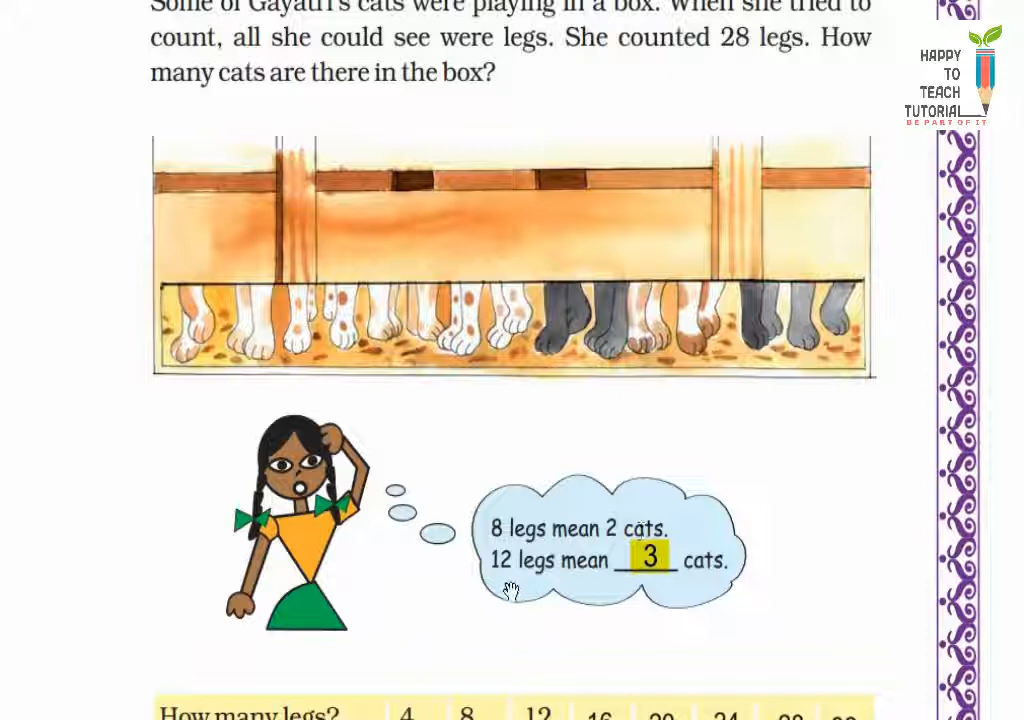 Some of Gayatri's cats were playing in a box. When she tried to
count, all she could see were legs. She counted 28 legs. How
many cats are there in the box?
HAPPY
TO
TEACH
TUTORIAL
BE PART OF IT
8 legs mean 2 cats.
12 legs mean 3 cats.
How many legs? 4 8 12 16 20 24 28